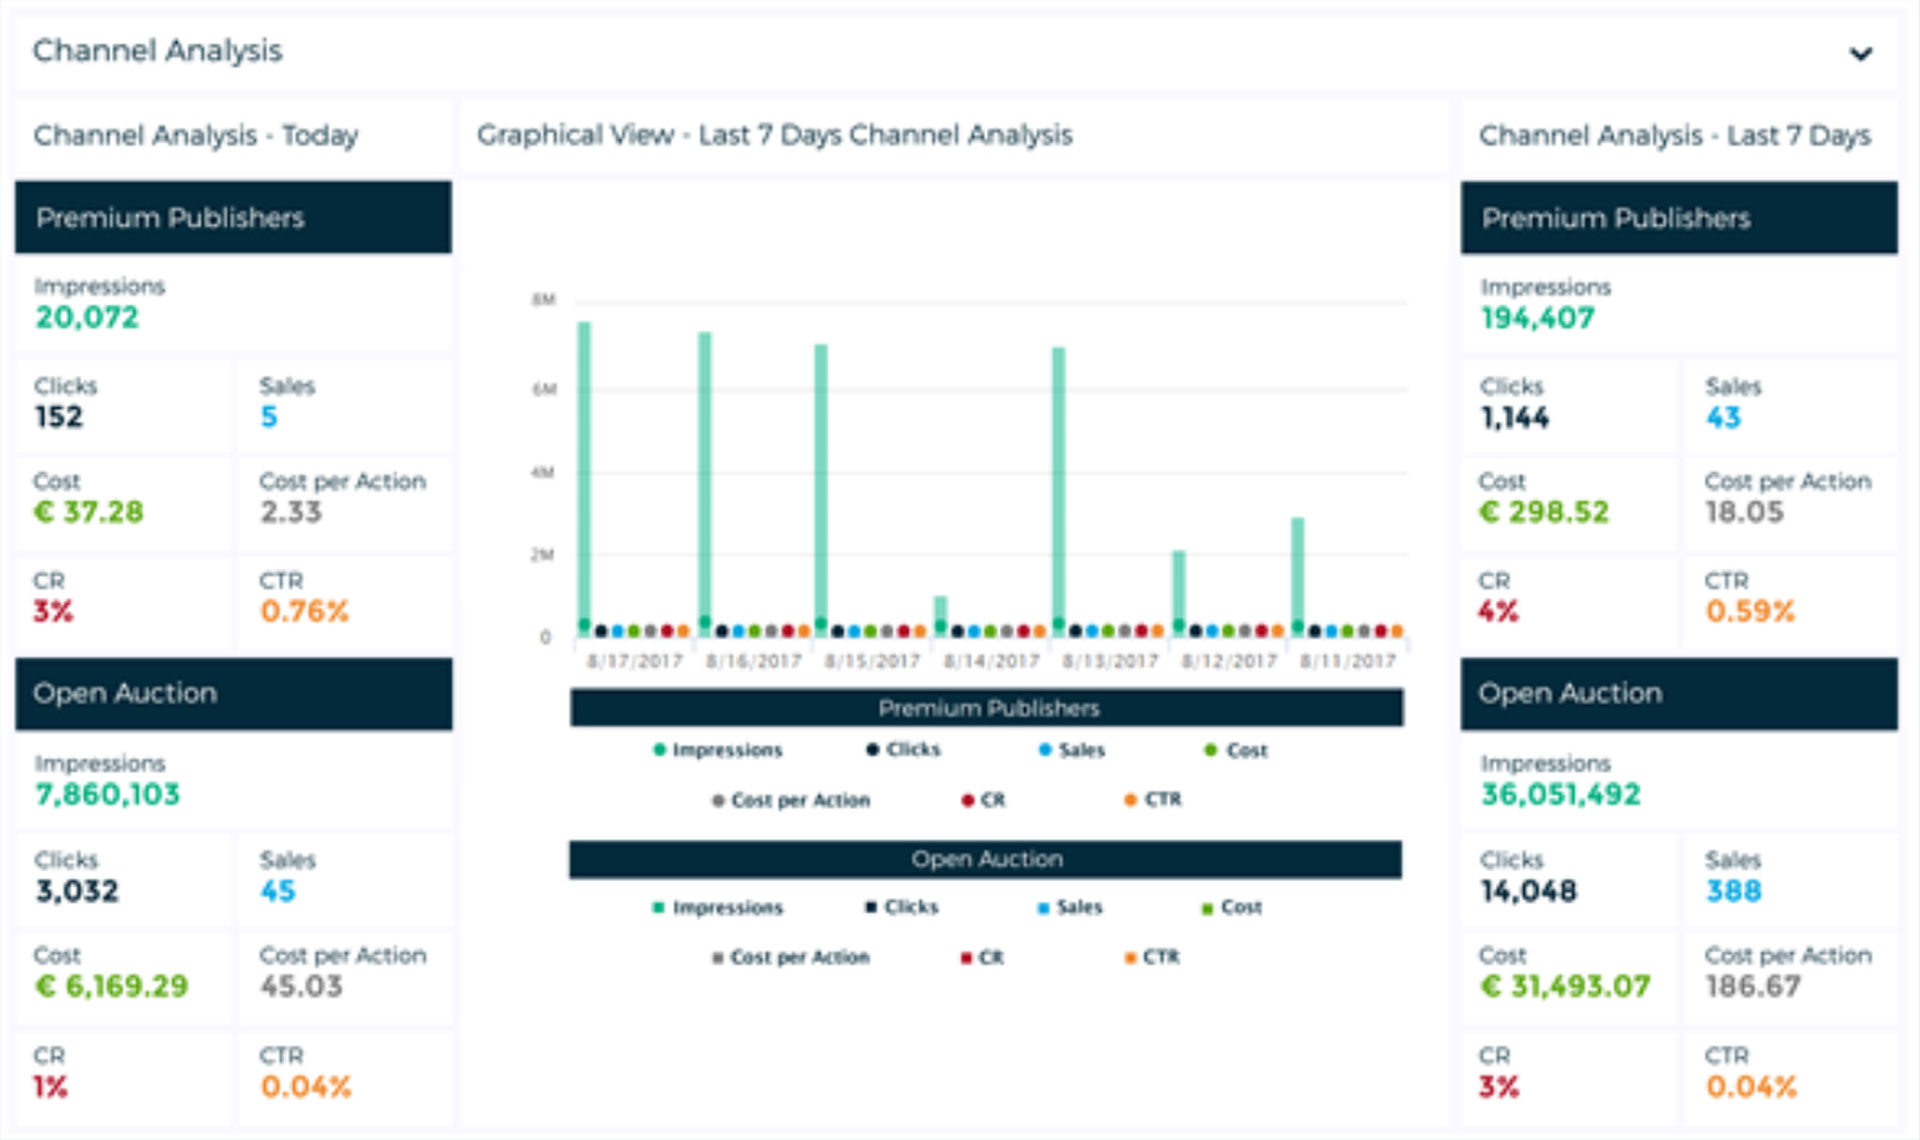 Channel Analysis
Channel Analysis - Today
Premium Publishers
Impressions
20,072
Clicks
152
Sales
5
Cost
€ 37.28
Cost per Action
2.33
CR
3%
CTR
0.76%
Open Auction
Impressions
7,860,103
Clicks
3,032
Sales
45
Cost
€ 6,169.29
Cost per Action
45.03
CR
1%
CTR
0.04%
Graphical View - Last 7 Days Channel Analysis
8M
6M
4M
2M
0
8/17/2017 8/16/2017 8/15/2017 8/14/2017 8/13/2017 8/12/2017 8/11/2017
Premium Publishers
Impressions Clicks Sales Cost
Cost per Action CR CTR
Open Auction
Impressions Clicks Sales Cost
Cost per Action CR CTR
Channel Analysis - Last 7 Days
Premium Publishers
Impressions
194,407
Clicks
1,144
Sales
43
Cost
€ 298.52
Cost per Action
18.05
CR
4%
CTR
0.59%
Open Auction
Impressions
36,051,492
Clicks
14,048
Sales
388
Cost
€ 31,493.07
Cost per Action
186.67
CR
3%
CTR
0.04%